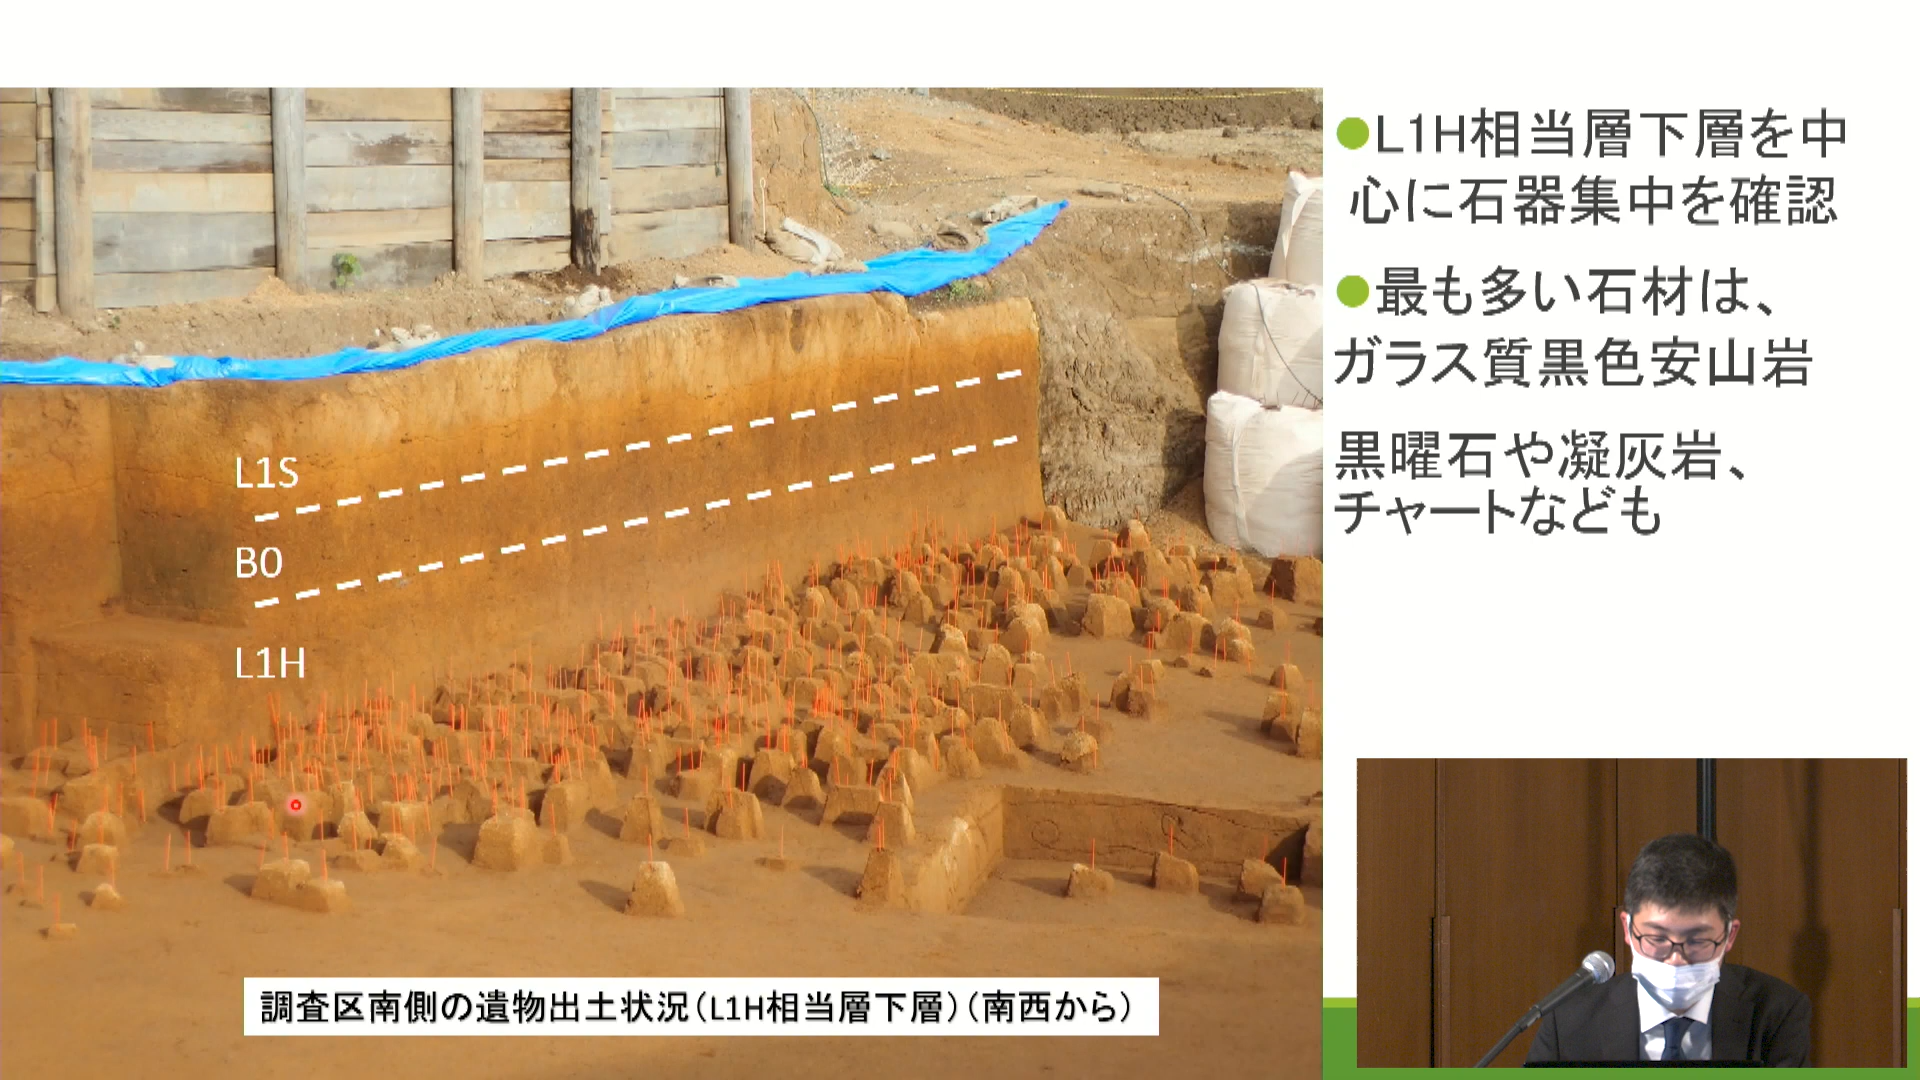 L1H相当層下層を中
心に石器集中を確認
最も多い石材は、
ガラス質黒色安山岩
黒曜石や凝灰岩、
チャートなども
L1S
B0
L1H
調査区南側の遺物出土状況(L1H相当層下層)(南西から)